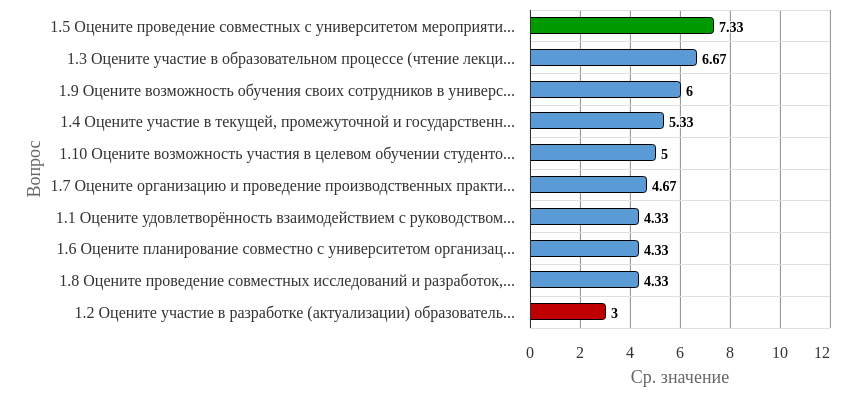 1.5 Оцените проведение совместных с университетом мероприяти... 7.33
1.3 Оцените участие в образовательном процессе (чтение лекци... 6.67
1.9 Оцените возможность обучения своих сотрудников в универс... 6
1.4 Оцените участие в текущей, промежуточной и государственн... 5.33
1.10 Оцените возможность участия в целевом обучении студенто... 5
1.7 Оцените организацию и проведение производственных практи... 4.67
1.1 Оцените удовлетворённость взаимодействием с руководством... 4.33
1.6 Оцените планирование совместно с университетом организац... 4.33
1.8 Оцените проведение совместных исследований и разработок,... 4.33
1.2 Оцените участие в разработке (актуализации) образователь... 3
Вопрос
0 2 4 6 8 10 12
Ср. значение